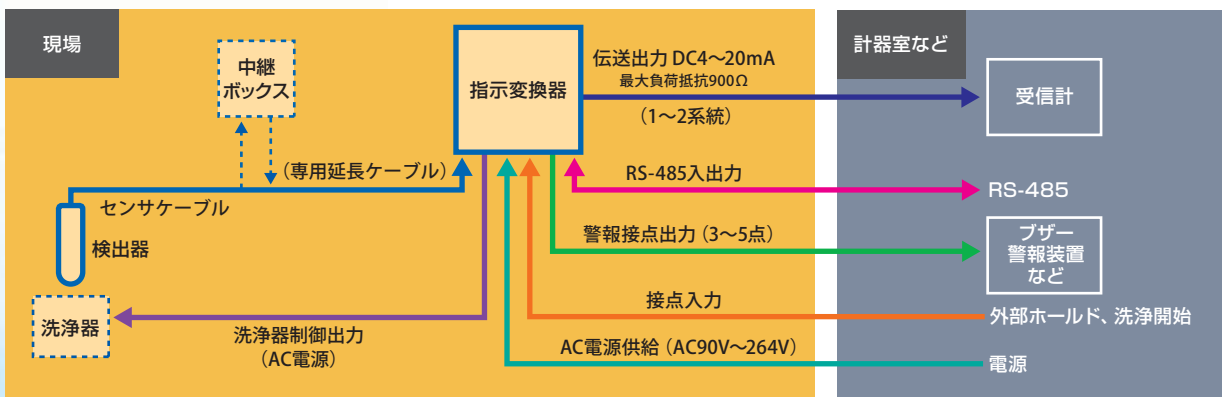 現場
中継
ボックス
指示変換器
伝送出力 DC4～20mA
最大負荷抵抗900Ω
（1～2系統）
計器室など
受信計
（専用延長ケーブル）
センサケーブル
RS-485入出力
RS-485
検出器
警報接点出力（3～5点）
ブザー
警報装置
など
洗浄器
洗浄器制御出力
（AC電源）
接点入力
外部ホールド、洗浄開始
AC電源供給（AC90V～264V）
電源